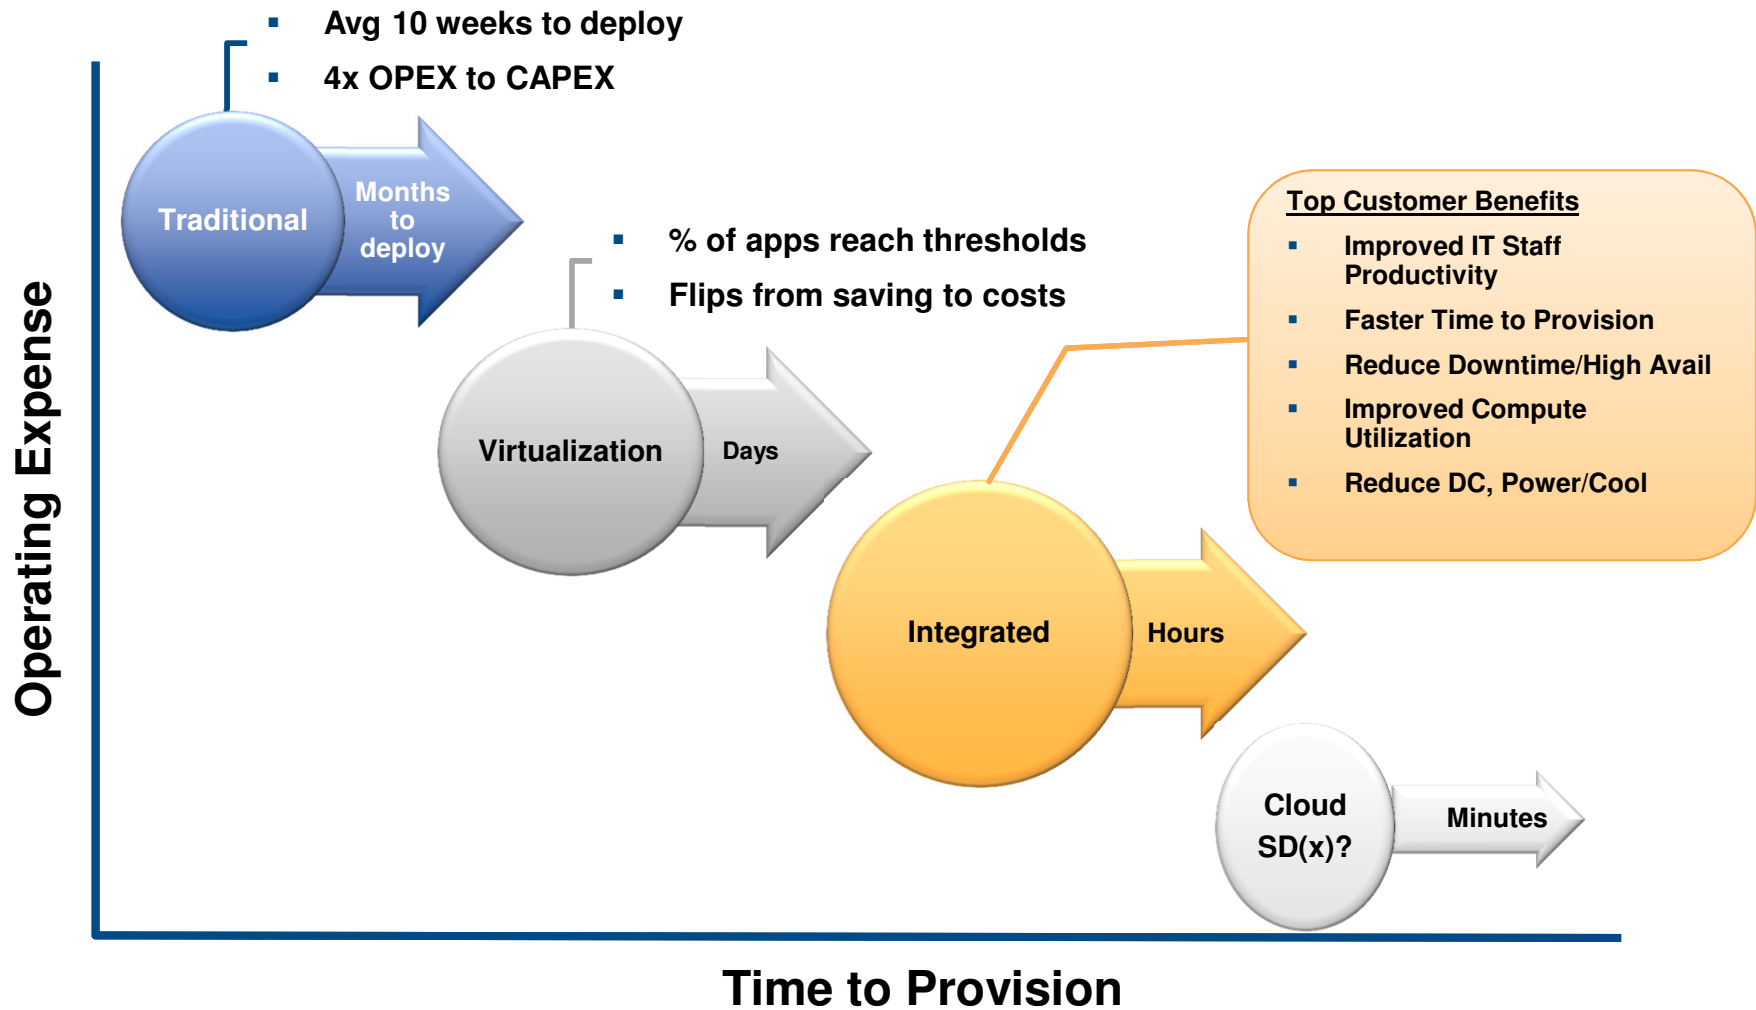 Avg 10 weeks to deploy
4x OPEX to CAPEX
Traditional
Months
to
deploy
% of apps reach thresholds
Flips from saving to costs
Virtualization
Days
Top Customer Benefits
Improved IT Staff
Productivity
Faster Time to Provision
Reduce Downtime/High Avail
Improved Compute
Utilization
Reduce DC, Power/Cool
Integrated
Hours
Cloud
SD(x)?
Minutes
Operating Expense
Time to Provision